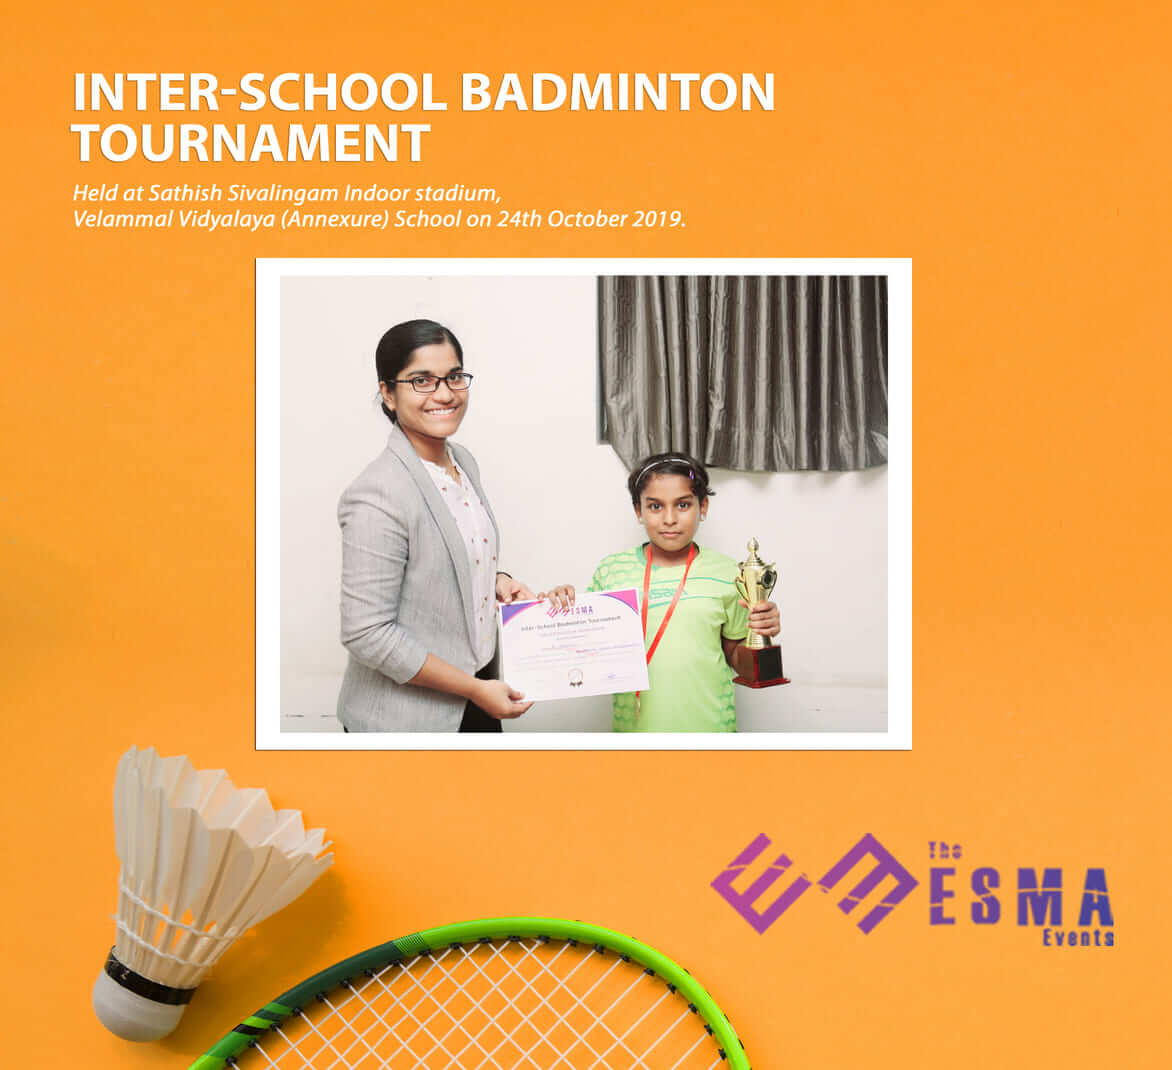 INTER-SCHOOL BADMINTON
TOURNAMENT
Held at Sathish Sivalingam Indoor stadium,
Velammal Vidyalaya (Annexure) School on 24th October 2019.
ESMA
Inter-School Badminton Tournament
The
ESMA
Events